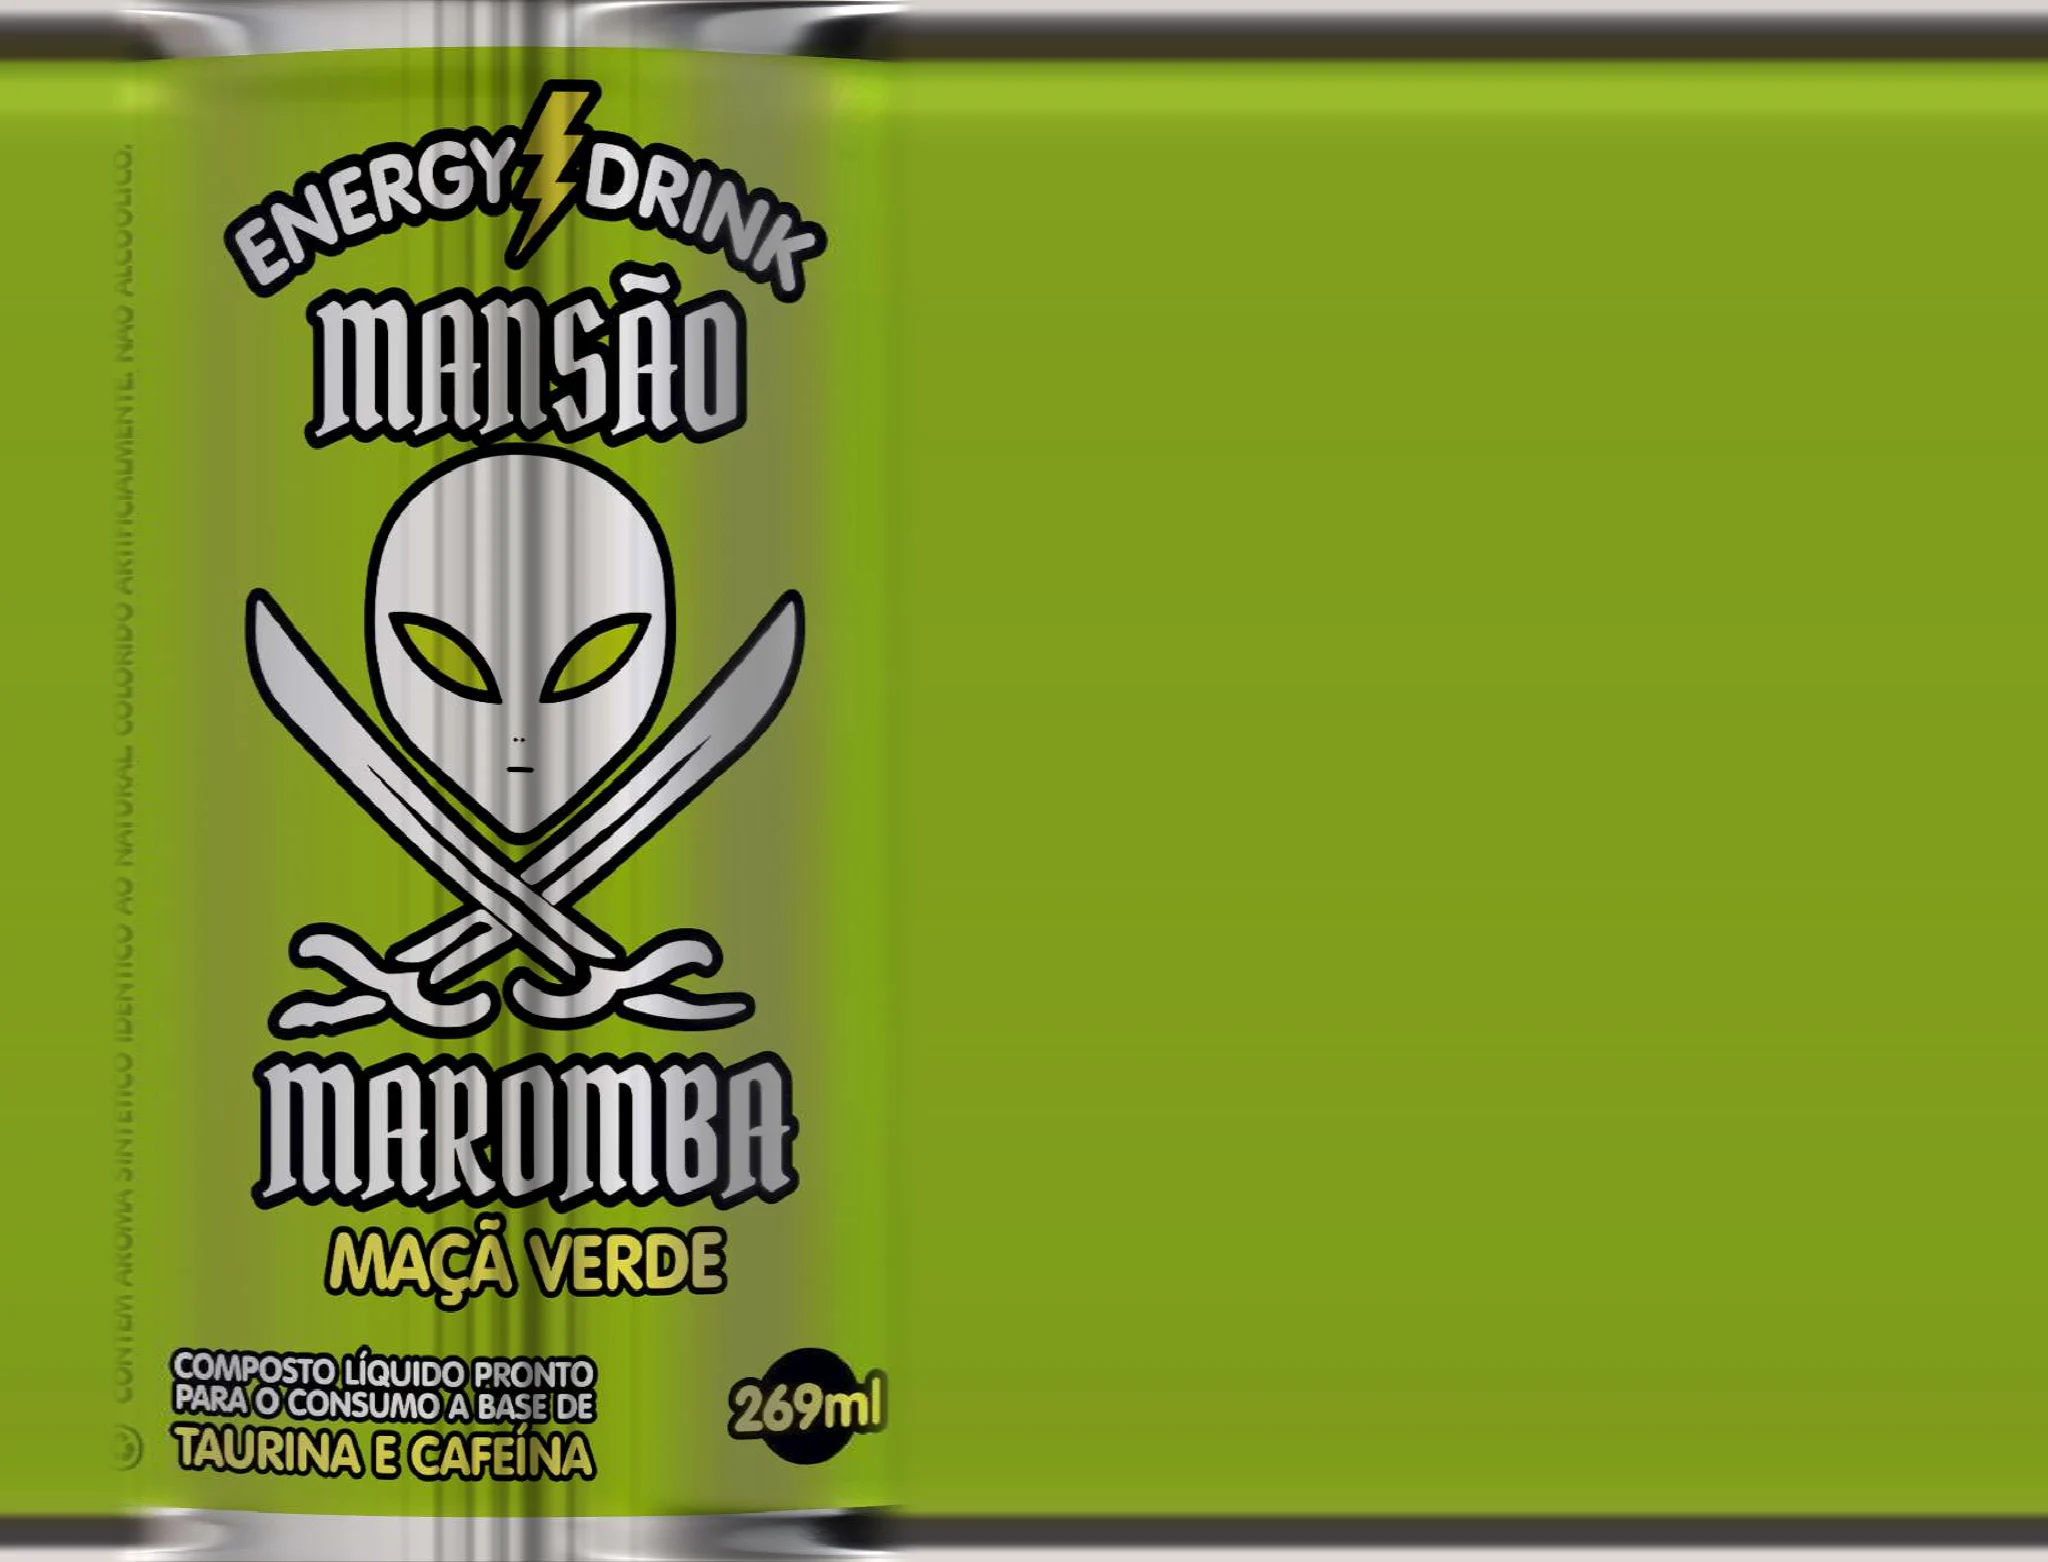 ENERGY DRINK
MANSÃO
MAROMBA
MAÇÃ VERDE
COMPOSTO LÍQUIDO PRONTO
PARA O CONSUMO A BASE DE
TAURINA E CAFEÍNA
269ml
CONTÉM AROMA SINTÉTICO IDÊNTICO AO NATURAL. COLORIDO ARTIFICIALMENTE. NÃO ALCOÓLICO.